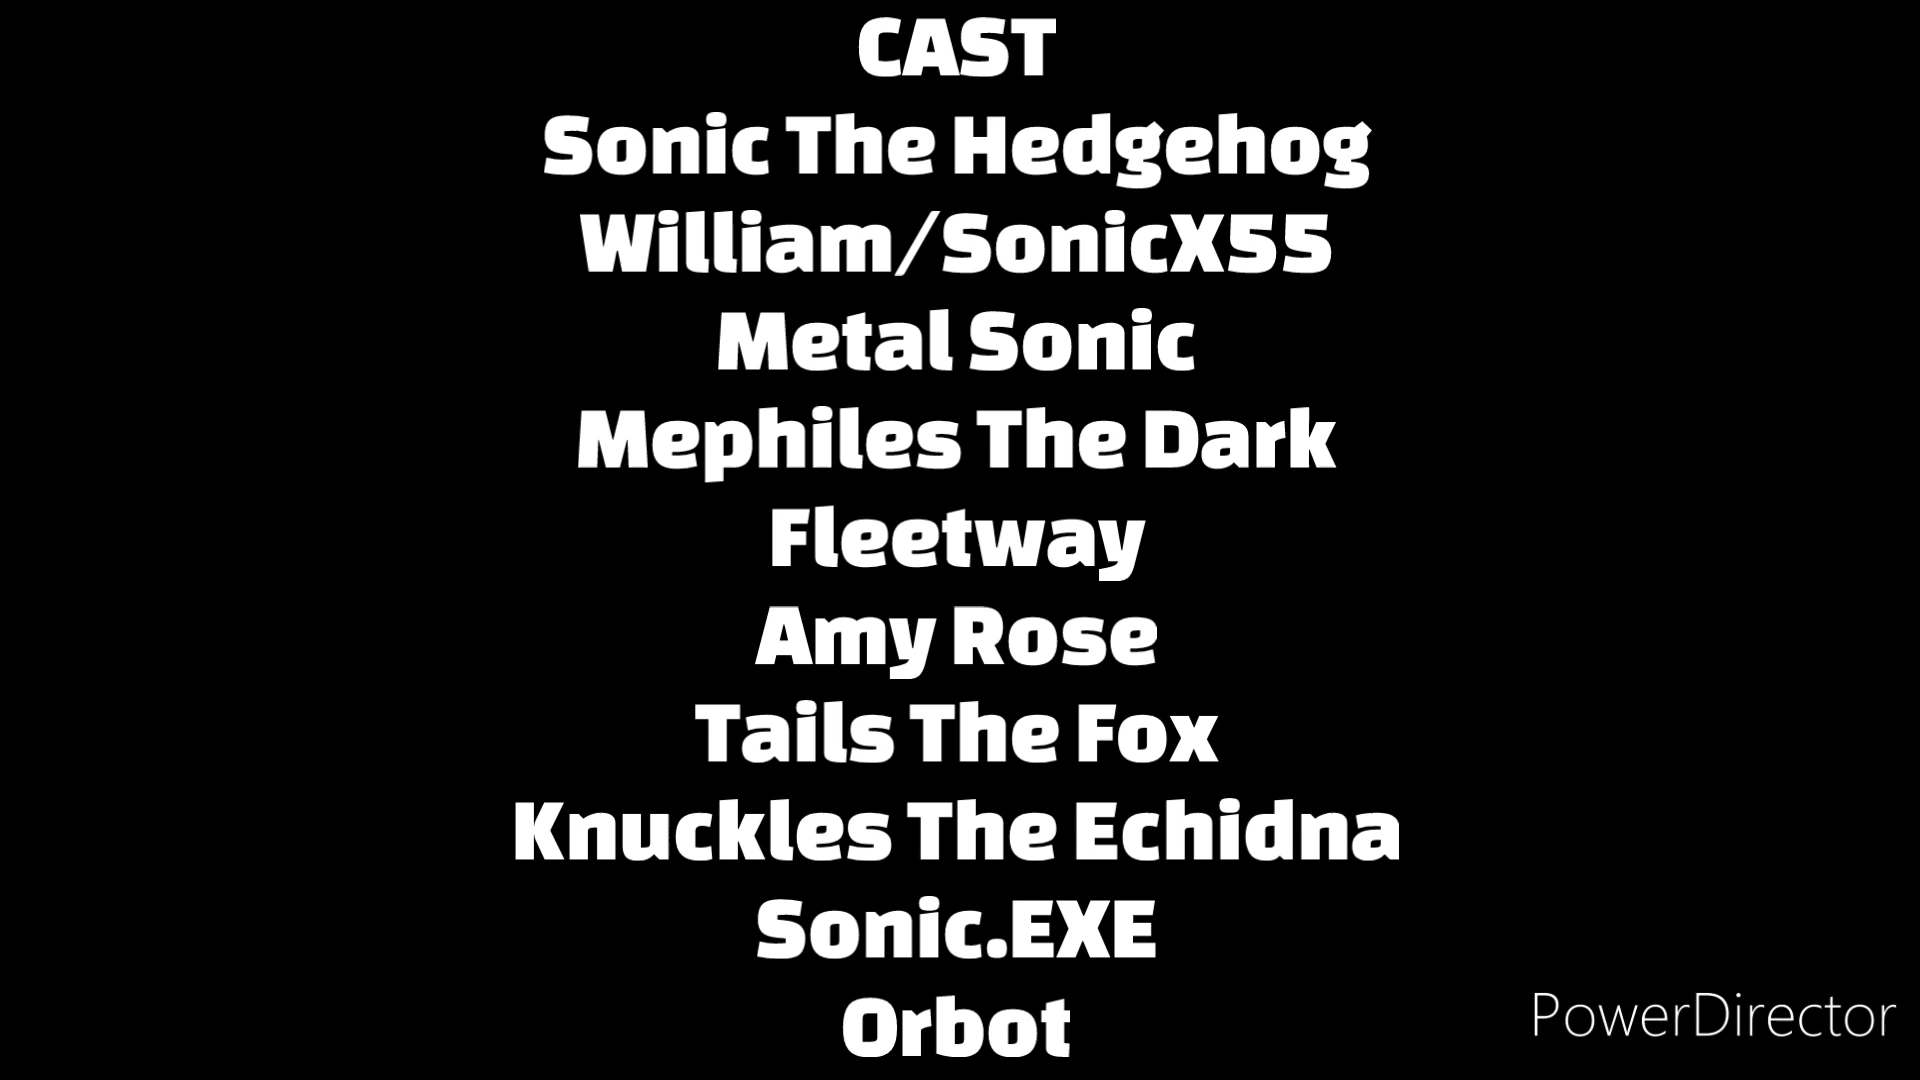 CAST
Sonic The Hedgehog
William/SonicX55
Metal Sonic
Mephiles The Dark
Fleetway
Amy Rose
Tails The Fox
Knuckles The Echidna
Sonic.EXE
Orbot
PowerDirector